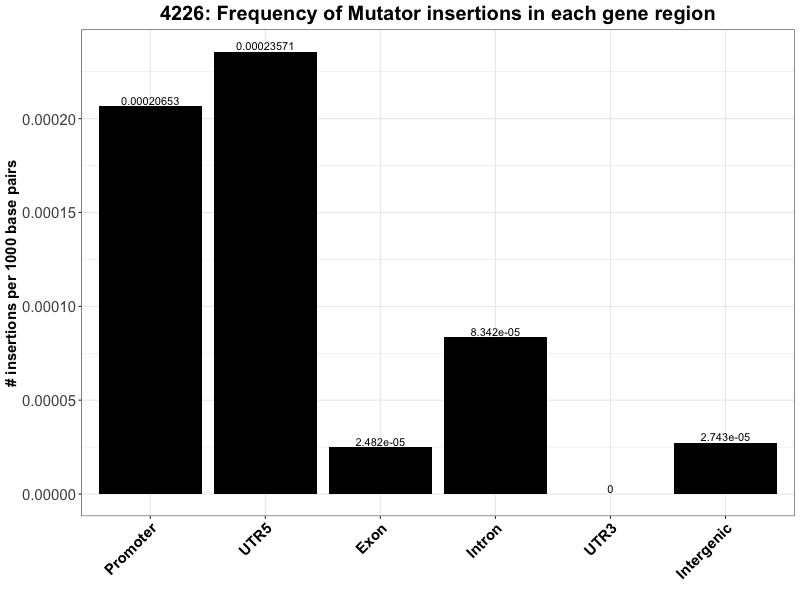 4226: Frequency of Mutator insertions in each gene region
# insertions per 1000 base pairs
0.00020
0.00015
0.00010
0.00005
0.00000
0.00020653
0.00023571
2.482e-05
8.342e-05
0
2.743e-05
Promoter
UTR5
Exon
Intron
UTR3
Intergenic